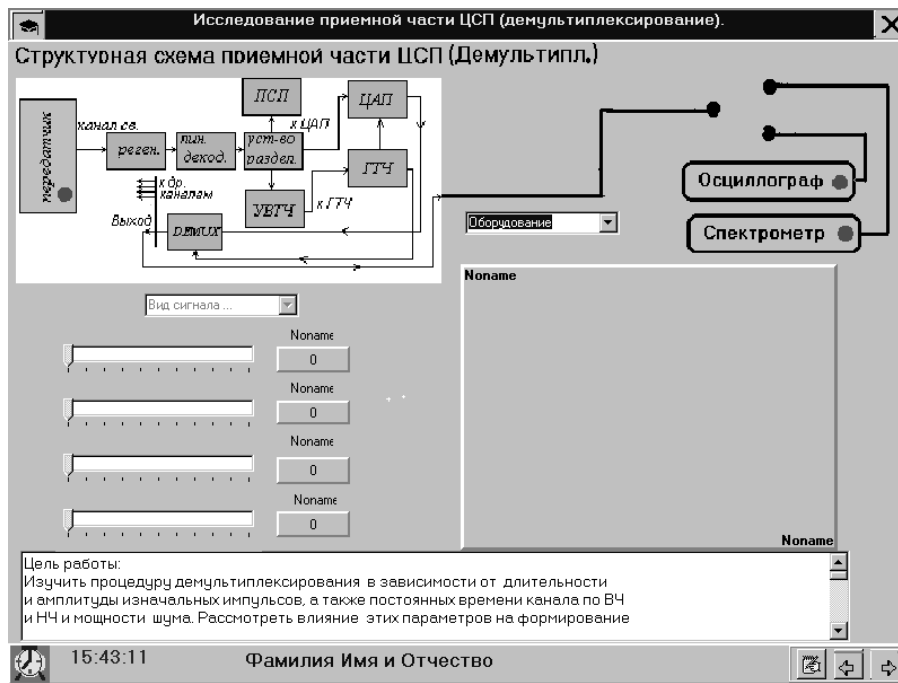 Исследование приемной части ЦСП (демультиплексирование).
Структурная схема приемной части ЦСП (Демультипл.)
передатчик
канал св.
реген.
лин. декод.
уст-во раздел.
ПСП
к ЦАП
ЦАП
ГТЧ
УВТЧ
к ГТЧ
к др. каналам
Выход
DEMUX
Осциллограф
Спектрометр
Оборудование
Noname
Noname
Вид сигнала ...
Noname
0
Noname
0
Noname
0
Noname
0
Цель работы:
Изучить процедуру демультиплексирования в зависимости от длительности
и амплитуды изначальных импульсов, а также постоянных времени канала по ВЧ
и НЧ и мощности шума. Рассмотреть влияние этих параметров на формирование
15:43:11
Фамилия Имя и Отчество